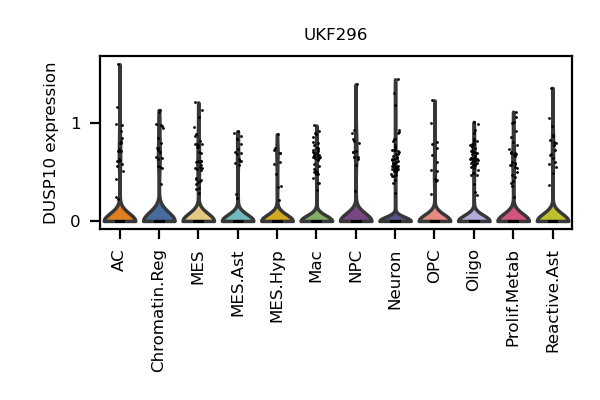 UKF296
DUSP10 expression
1
0
AC
Chromatin.Reg
MES
MES.Ast
MES.Hyp
Mac
NPC
Neuron
OPC
Oligo
Prolif.Metab
Reactive.Ast